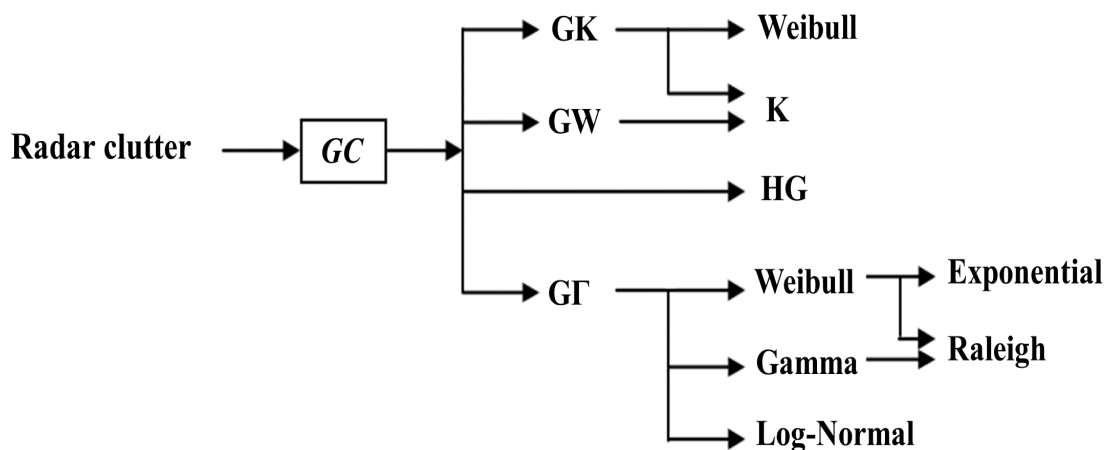 GK
Weibull
K
GW
Radar clutter
GC
HG
GΓ
Weibull
Exponential
Raleigh
Gamma
Log-Normal